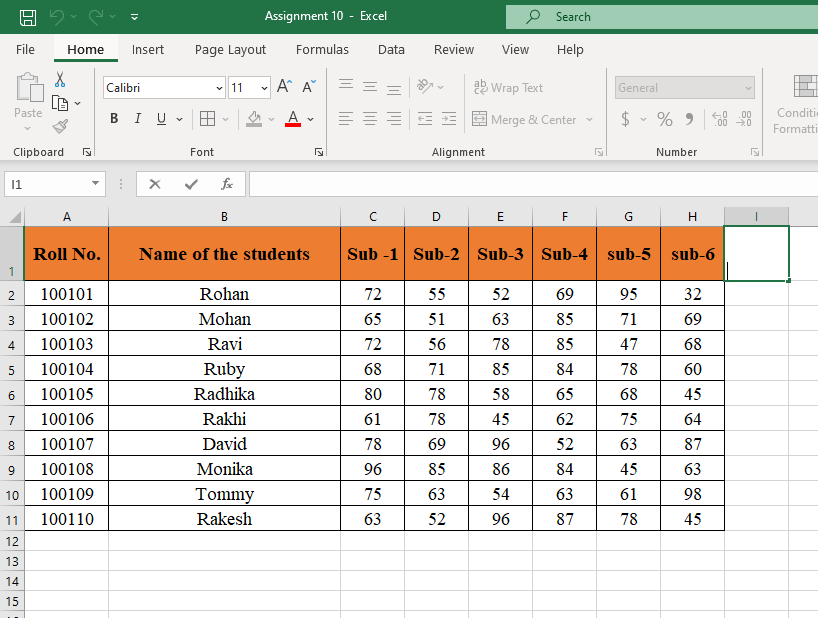 Assignment 10 - Excel
Search
File Home Insert Page Layout Formulas Data Review View Help
Paste
Calibri 11
B I U A
Wrap Text
Merge & Center
General
$ % 9
Conditi
Formatti
Clipboard Font Alignment Number
I1 fx
A B C D E F G H I
1 Roll No. Name of the students Sub -1 Sub-2 Sub-3 Sub-4 sub-5 sub-6
2 100101 Rohan 72 55 52 69 95 32
3 100102 Mohan 65 51 63 85 71 69
4 100103 Ravi 72 56 78 85 47 68
5 100104 Ruby 68 71 85 84 78 60
6 100105 Radhika 80 78 58 65 68 45
7 100106 Rakhi 61 78 45 62 75 64
8 100107 David 78 69 96 52 63 87
9 100108 Monika 96 85 86 84 45 63
10 100109 Tommy 75 63 54 63 61 98
11 100110 Rakesh 63 52 96 87 78 45
12
13
14
15